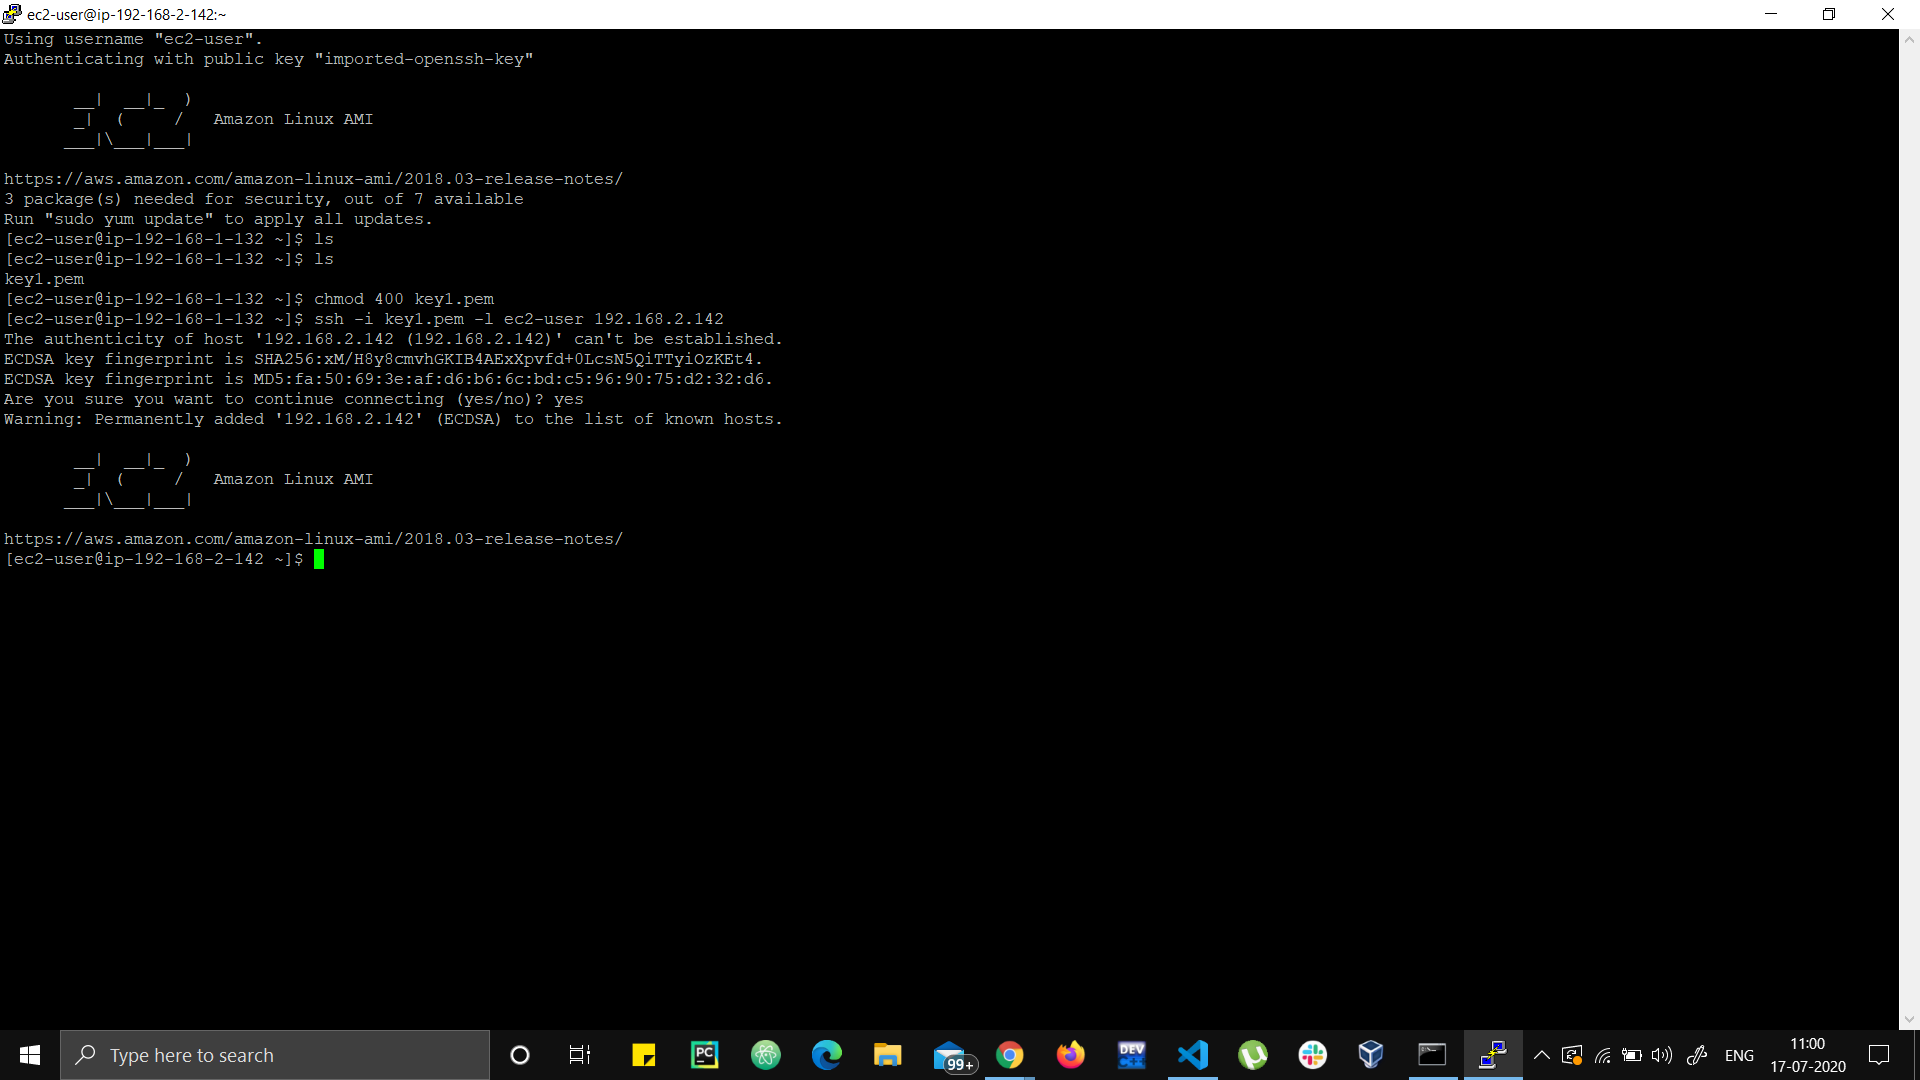 ec2-user@ip-192-168-2-142:~
Using username "ec2-user".
Authenticating with public key "imported-openssh-key"
       __|  __|_  )
       _|  (     /   Amazon Linux AMI
      ___|\___|___|
https://aws.amazon.com/amazon-linux-ami/2018.03-release-notes/
3 package(s) needed for security, out of 7 available
Run "sudo yum update" to apply all updates.
[ec2-user@ip-192-168-1-132 ~]$ ls
[ec2-user@ip-192-168-1-132 ~]$ ls
key1.pem
[ec2-user@ip-192-168-1-132 ~]$ chmod 400 key1.pem
[ec2-user@ip-192-168-1-132 ~]$ ssh -i key1.pem -l ec2-user 192.168.2.142
The authenticity of host '192.168.2.142 (192.168.2.142)' can't be established.
ECDSA key fingerprint is SHA256:xM/H8y8cmvhGKIB4AExXpvfd+0LcsN5QiTTyiOzKEt4.
ECDSA key fingerprint is MD5:fa:50:69:3e:af:d6:b6:6c:bd:c5:96:90:75:d2:32:d6.
Are you sure you want to continue connecting (yes/no)? yes
Warning: Permanently added '192.168.2.142' (ECDSA) to the list of known hosts.
       __|  __|_  )
       _|  (     /   Amazon Linux AMI
      ___|\___|___|
https://aws.amazon.com/amazon-linux-ami/2018.03-release-notes/
[ec2-user@ip-192-168-2-142 ~]$
Type here to search
PC
99+
DEV
C++
ENG
11:00
17-07-2020